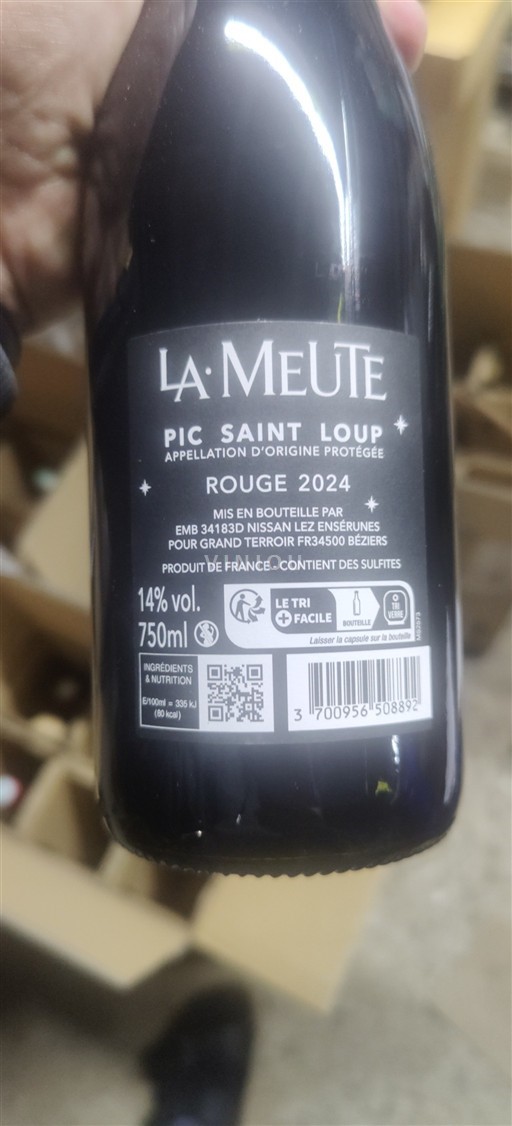 LA·MEUTE
PIC SAINT LOUP
APPELLATION D'ORIGINE PROTÉGÉE
ROUGE 2024
MIS EN BOUTEILLE PAR
EMB 34183D NISSAN LEZ ENSÉRUNES
POUR GRAND TERROIR FR34500 BÉZIERS
VINIOU
PRODUIT DE FRANCE - CONTIENT DES SULFITES
14% vol.
750ml
LE TRI
+ FACILE
BOUTEILLE
TRI
VERRE
Laisser la capsule sur la bouteille
INGRÉDIENTS
& NUTRITION
E/100ml = 335 kJ
(80 kcal)
3 700956 508892